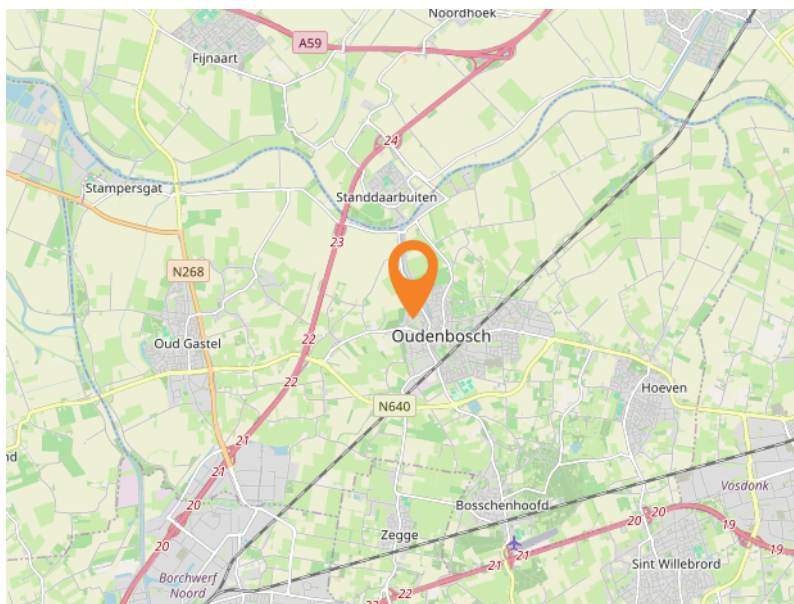 Noordhoek
A59
Fijnaart
24
Stampersgat
Standdaarbuiten
23
N268
Oudenbosch
22
Oud Gastel
22
Hoeven
N640
21
nd
21
Vosdonk
20
Bosschenhoofd
20
20
19
19
Zegge
21
20
21
Sint Willebrord
Borchwerf
Noord
22